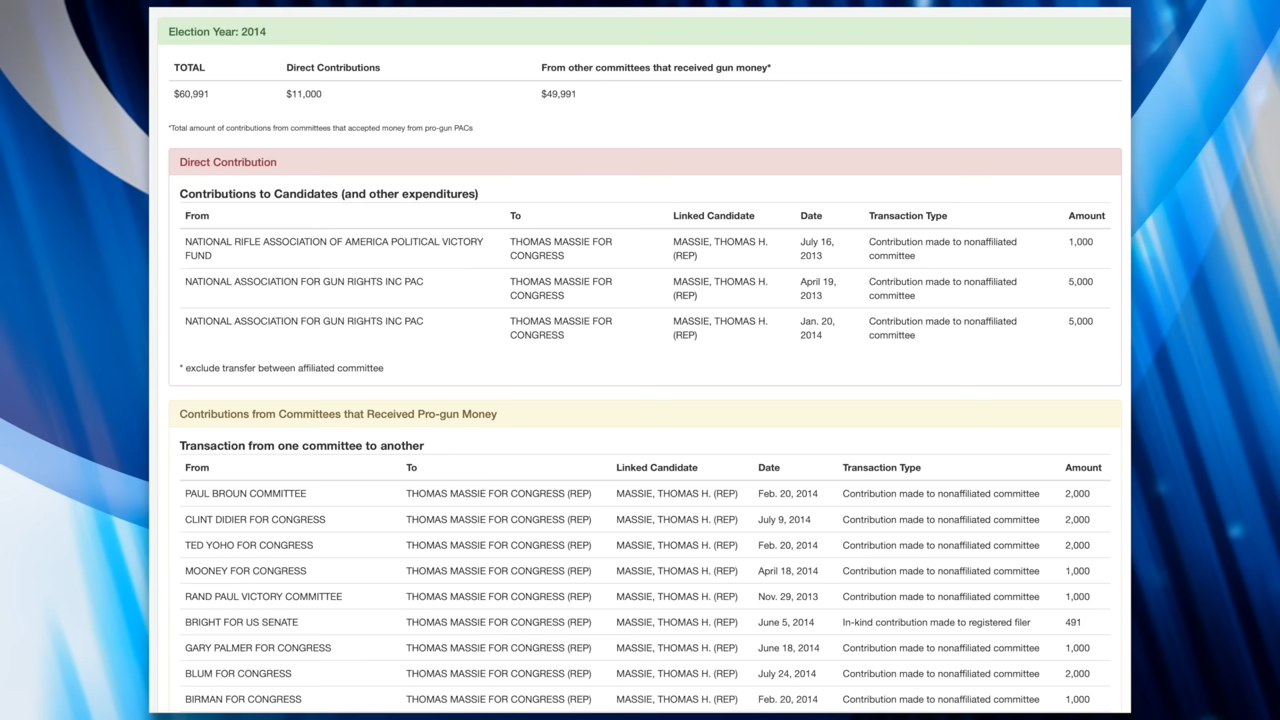 Election Year: 2014
TOTAL Direct Contributions From other committees that received gun money*
$60,991 $11,000 $49,991
*Total amount of contributions from committees that accepted money from pro-gun PACs
Direct Contribution
Contributions to Candidates (and other expenditures)
From To Linked Candidate Date Transaction Type Amount
NATIONAL RIFLE ASSOCIATION OF AMERICA POLITICAL VICTORY THOMAS MASSIE FOR MASSIE, THOMAS H. July 16, Contribution made to nonaffiliated 1,000
FUND CONGRESS (REP) 2013 committee
NATIONAL ASSOCIATION FOR GUN RIGHTS INC PAC THOMAS MASSIE FOR MASSIE, THOMAS H. April 19, Contribution made to nonaffiliated 5,000
CONGRESS (REP) 2013 committee
NATIONAL ASSOCIATION FOR GUN RIGHTS INC PAC THOMAS MASSIE FOR MASSIE, THOMAS H. Jan. 20, Contribution made to nonaffiliated 5,000
CONGRESS (REP) 2014 committee
* exclude transfer between affiliated committee
Contributions from Committees that Received Pro-gun Money
Transaction from one committee to another
From To Linked Candidate Date Transaction Type Amount
PAUL BROUN COMMITTEE THOMAS MASSIE FOR CONGRESS (REP) MASSIE, THOMAS H. (REP) Feb. 20, 2014 Contribution made to nonaffiliated committee 2,000
CLINT DIDIER FOR CONGRESS THOMAS MASSIE FOR CONGRESS (REP) MASSIE, THOMAS H. (REP) July 9, 2014 Contribution made to nonaffiliated committee 2,000
TED YOHO FOR CONGRESS THOMAS MASSIE FOR CONGRESS (REP) MASSIE, THOMAS H. (REP) Feb. 20, 2014 Contribution made to nonaffiliated committee 2,000
MOONEY FOR CONGRESS THOMAS MASSIE FOR CONGRESS (REP) MASSIE, THOMAS H. (REP) April 18, 2014 Contribution made to nonaffiliated committee 1,000
RAND PAUL VICTORY COMMITTEE THOMAS MASSIE FOR CONGRESS (REP) MASSIE, THOMAS H. (REP) Nov. 29, 2013 Contribution made to nonaffiliated committee 1,000
BRIGHT FOR US SENATE THOMAS MASSIE FOR CONGRESS (REP) MASSIE, THOMAS H. (REP) June 5, 2014 In-kind contribution made to registered filer 491
GARY PALMER FOR CONGRESS THOMAS MASSIE FOR CONGRESS (REP) MASSIE, THOMAS H. (REP) June 18, 2014 Contribution made to nonaffiliated committee 1,000
BLUM FOR CONGRESS THOMAS MASSIE FOR CONGRESS (REP) MASSIE, THOMAS H. (REP) July 24, 2014 Contribution made to nonaffiliated committee 2,000
BIRMAN FOR CONGRESS THOMAS MASSIE FOR CONGRESS (REP) MASSIE, THOMAS H. (REP) Feb. 20, 2014 Contribution made to nonaffiliated committee 1,000